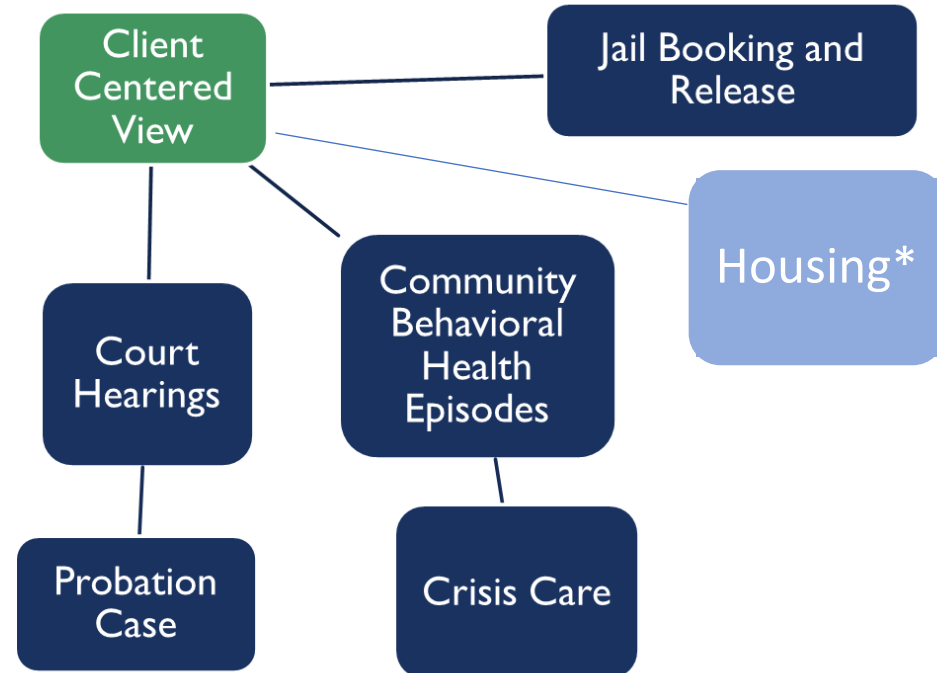 Client
Centered
View
Jail Booking and
Release
Housing*
Community
Behavioral
Health
Episodes
Court
Hearings
Probation
Case
Crisis Care